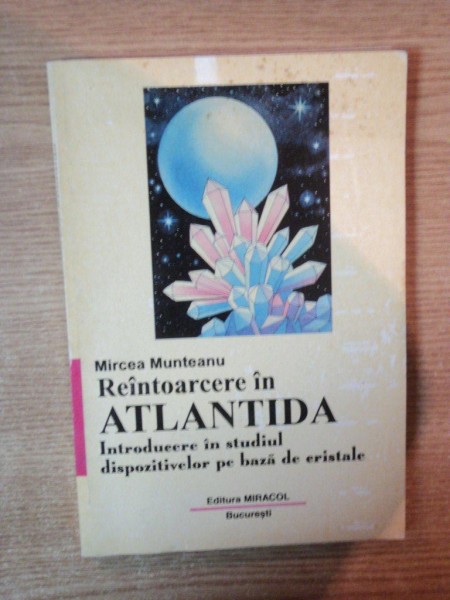 Mircea Munteanu
Reîntoarcere în
ATLANTIDA
Introducere în studiul
dispozitivelor pe bază de cristale
Editura MIRACOL
București